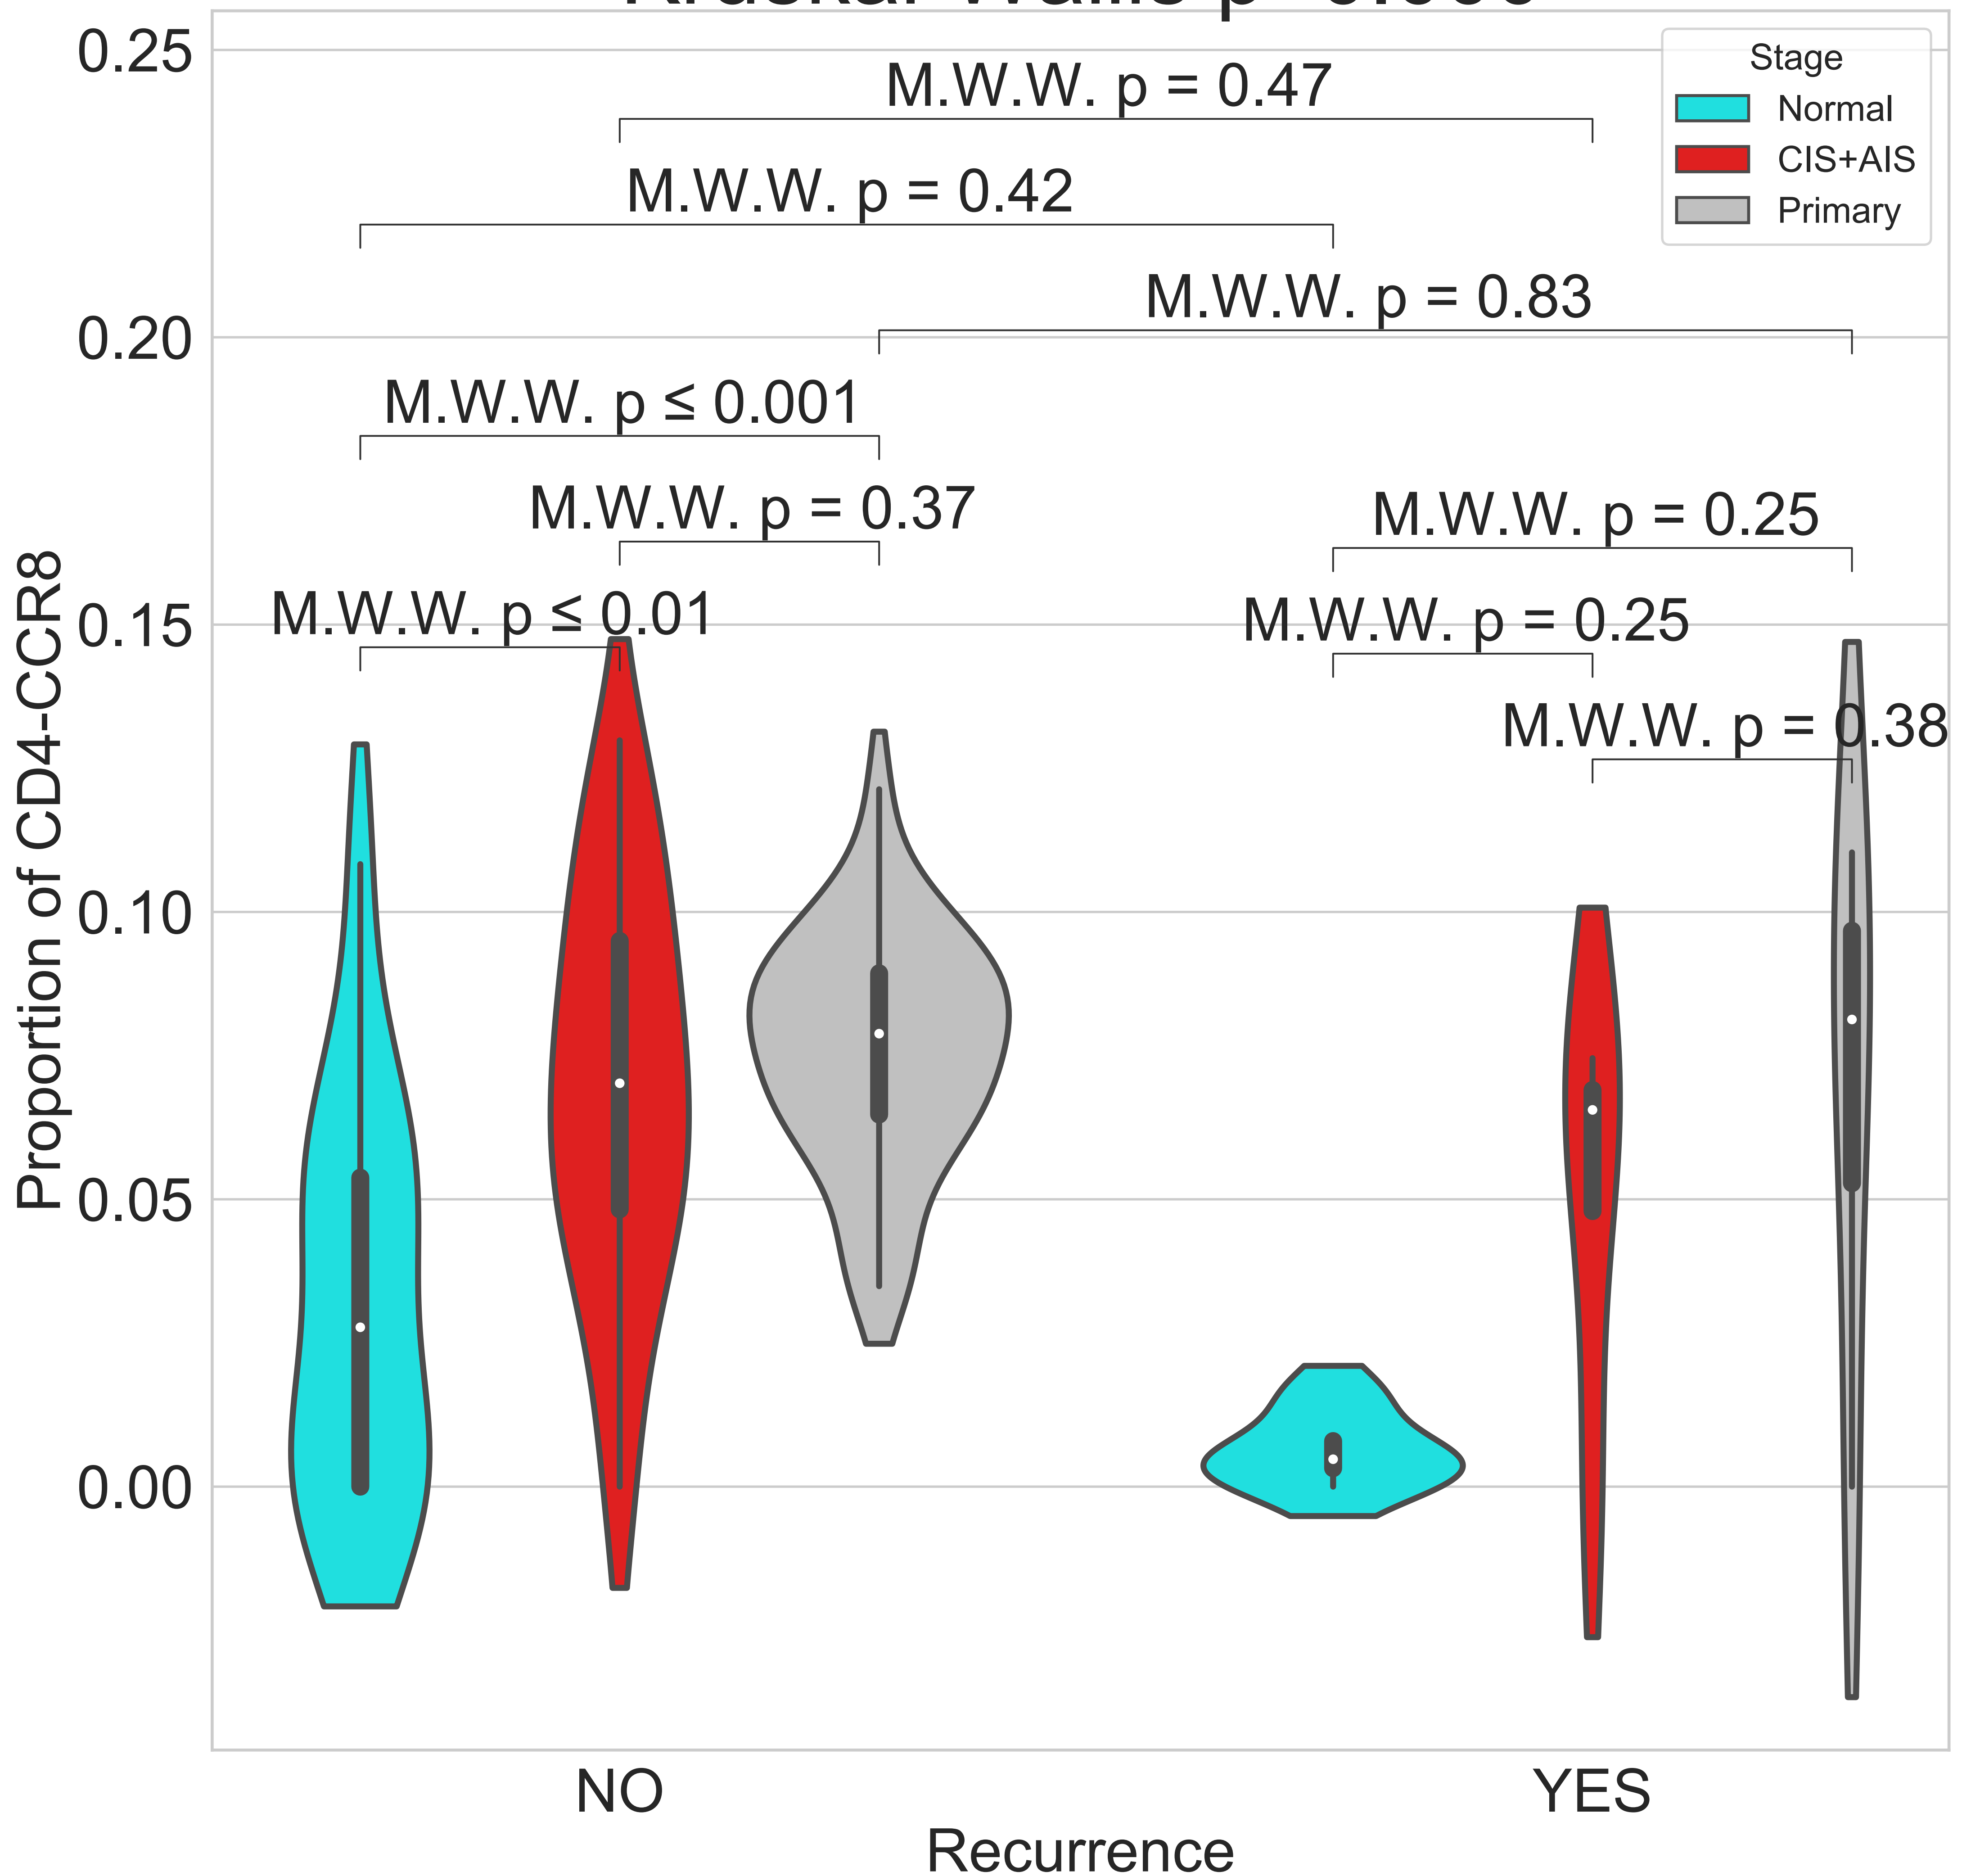 0.25
M.W.W. p = 0.47
Stage
Normal
CIS+AIS
Primary
M.W.W. p = 0.42
M.W.W. p = 0.83
0.20
M.W.W. p ≤ 0.001
M.W.W. p = 0.37
M.W.W. p = 0.25
M.W.W. p ≤ 0.01
M.W.W. p = 0.25
0.15
M.W.W. p = 0.38
Proportion of CD4-CCR8
0.10
0.05
0.00
NO
YES
Recurrence